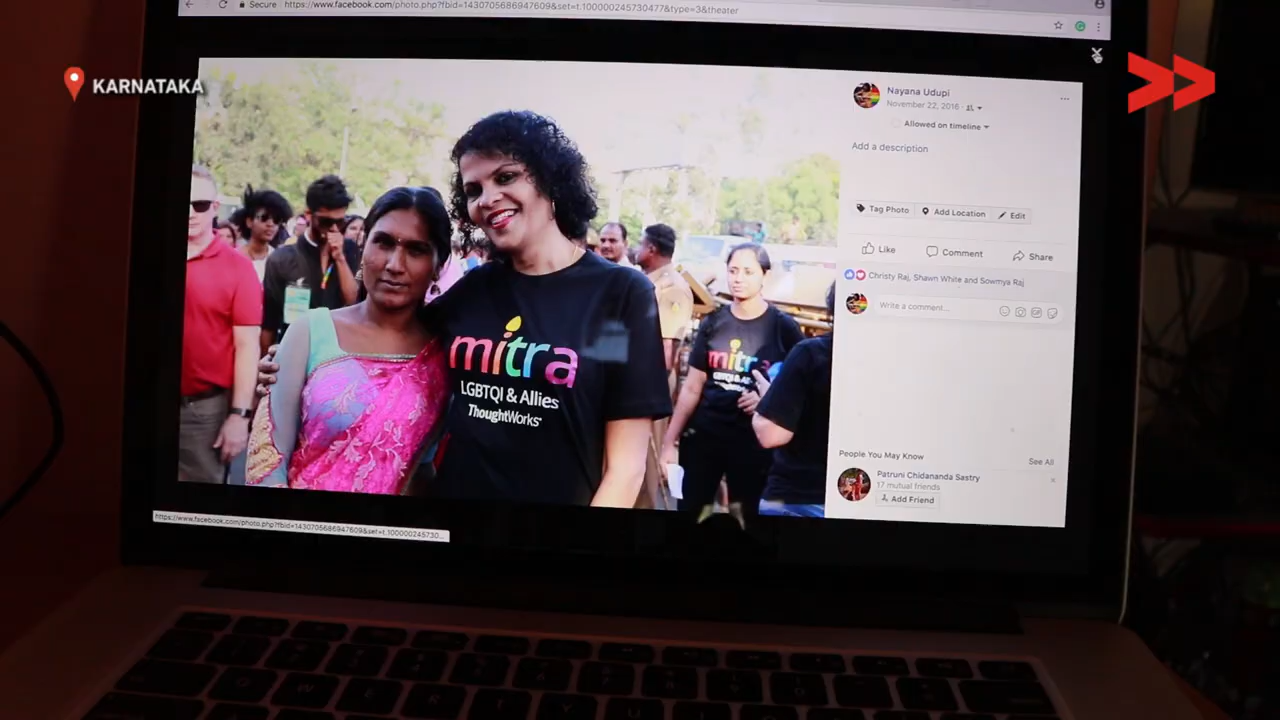 Secure https://www.facebook.com/photo.php?fbid=1430705686947609&set=t.100000245730477&type=3&theater
KARNATAKA
Nayana Udupi
November 22, 2016
Allowed on timeline
Add a description
Tag Photo Add Location Edit
Like Comment Share
Christy Raj, Shawn White and Sowmya Raj
Write a comment...
GIF
mitra
LGBTQI & Allies
ThoughtWorks
mitra
LGBTQI &
People You May Know See All
Patruni Chidananda Sastry
17 mutual friends
Add Friend
https://www.facebook.com/photo.php?fbid=1430705686947609&set=t.100000245730...